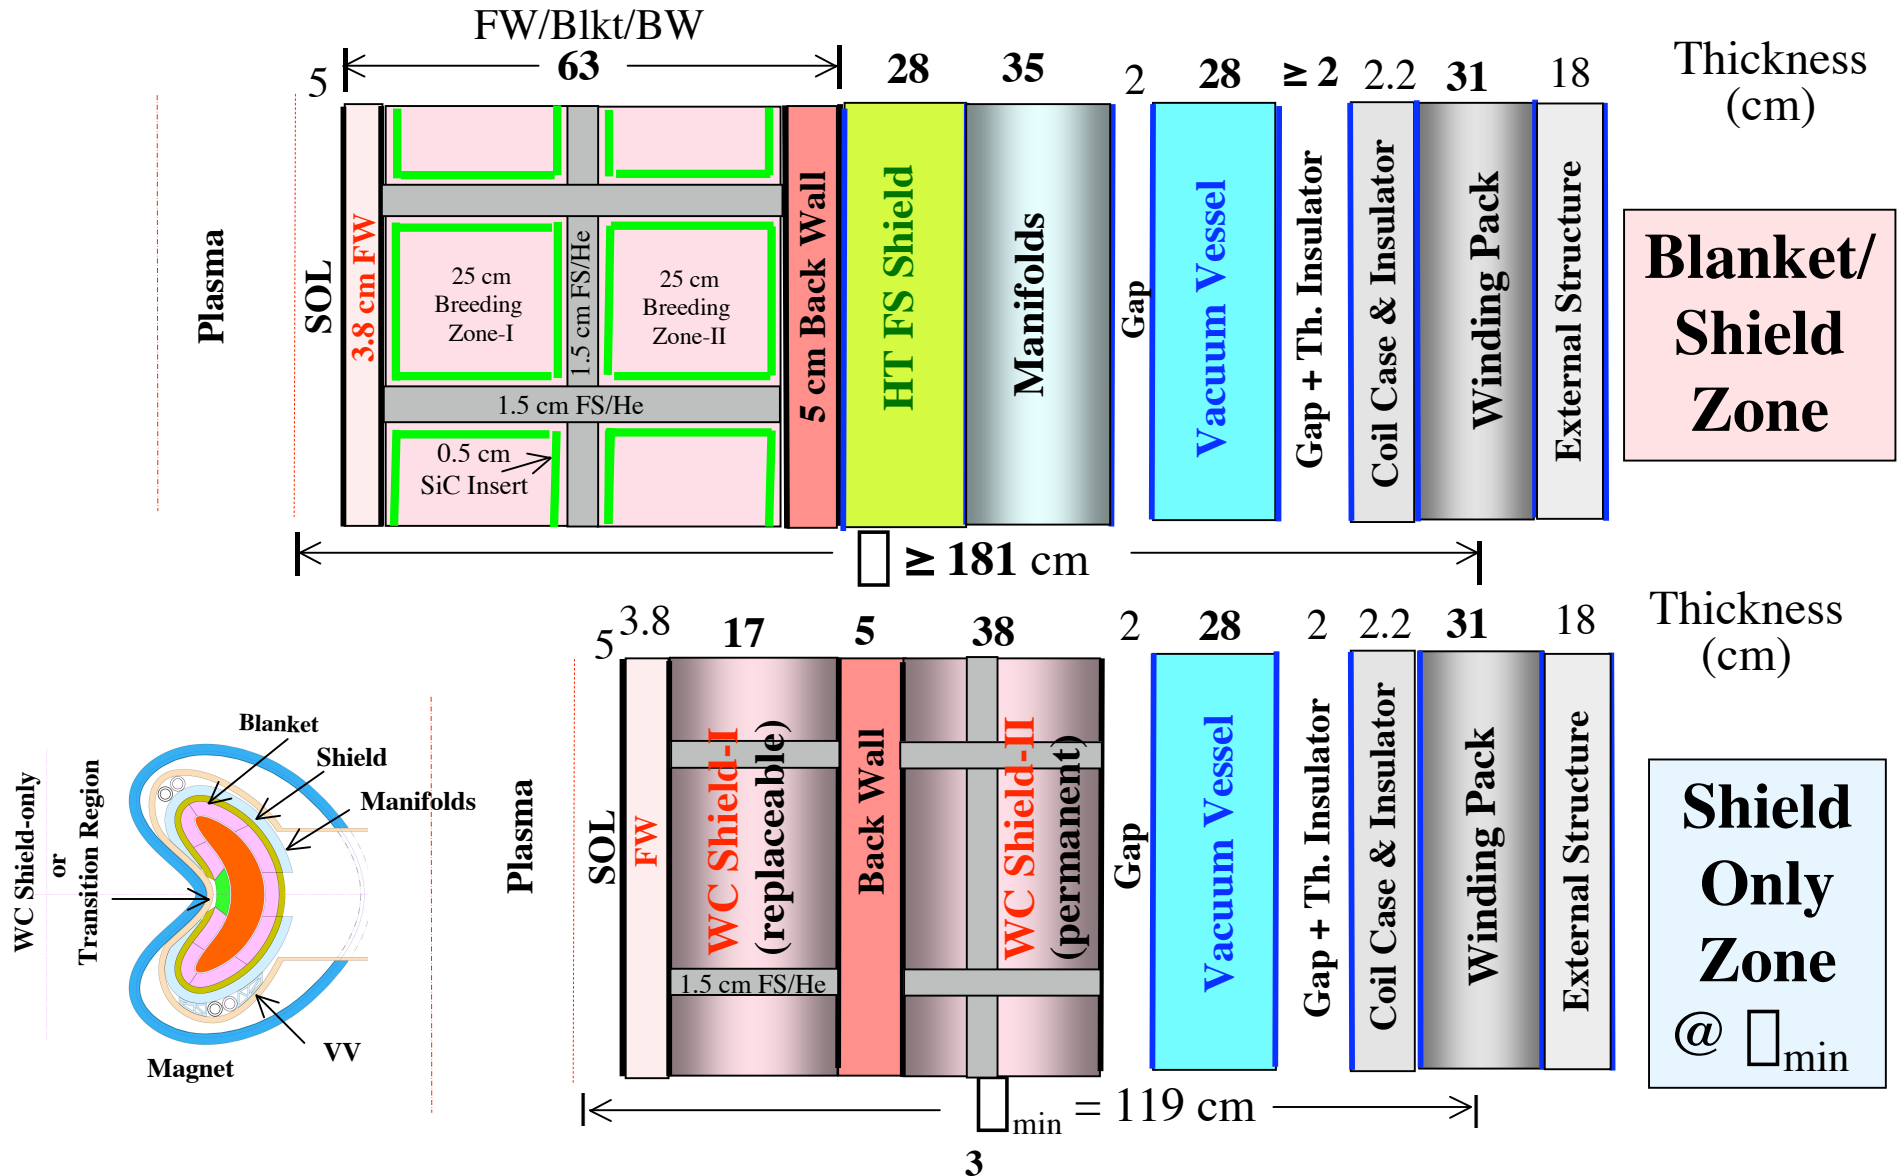 FW/Blkt/BW
5
63
28
35
2
28
≥ 2
2.2
31
18
Thickness
(cm)
Plasma
SOL
3.8 cm FW
25 cm
Breeding
Zone-I
1.5 cm FS/He
25 cm
Breeding
Zone-II
1.5 cm FS/He
0.5 cm
SiC Insert
5 cm Back Wall
HT FS Shield
Manifolds
Gap
Vacuum Vessel
Gap + Th. Insulator
Coil Case & Insulator
Winding Pack
External Structure
Blanket/
Shield
Zone
≥ 181 cm
5
3.8
17
5
38
2
28
2
2.2
31
18
Thickness
(cm)
Plasma
SOL
FW
WC Shield-I
(replaceable)
1.5 cm FS/He
Back Wall
WC Shield-II
(permanent)
Gap
Vacuum Vessel
Gap + Th. Insulator
Coil Case & Insulator
Winding Pack
External Structure
Shield
Only
Zone
@ min
min = 119 cm
WC Shield-only
or
Transition Region
Blanket
Shield
Manifolds
VV
Magnet
3